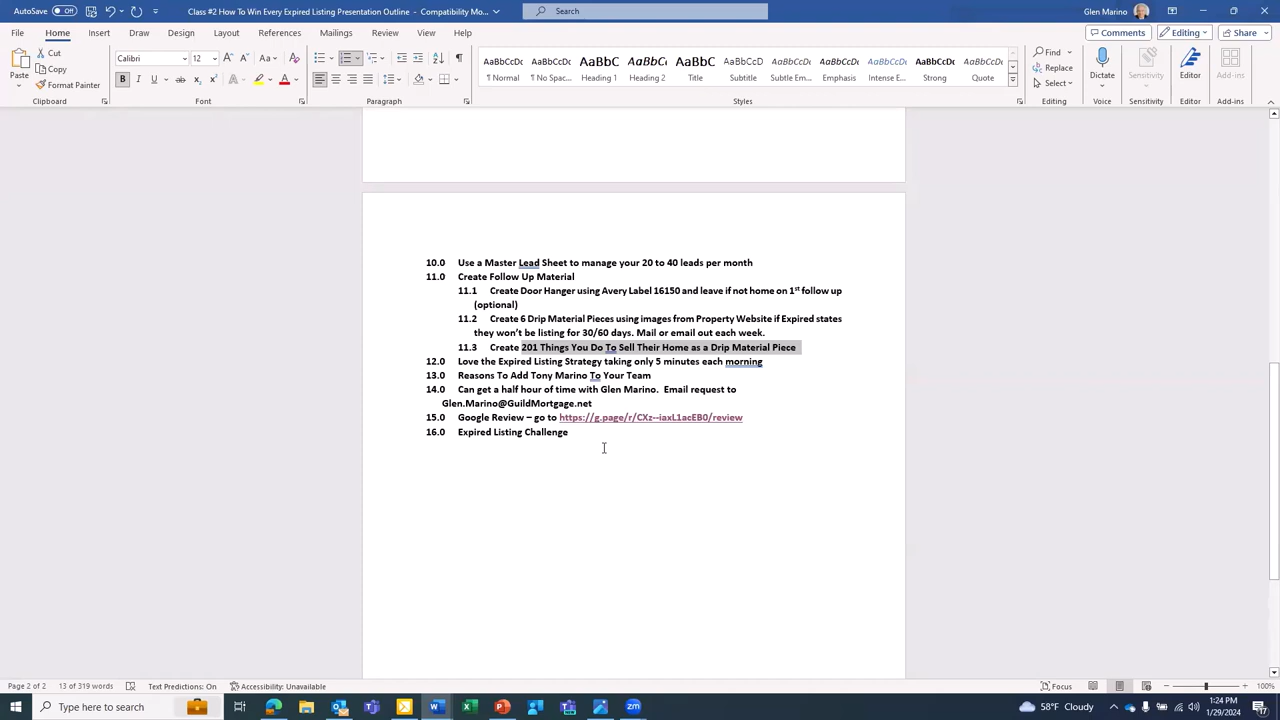 AutoSave Off
Class #2 How To Win Every Expired Presentation Outline - Compatibility Mo...
Search
Glen Marino
File Home Insert Draw Design Layout References Mailings Review View Help
Comments Editing Share
Paste Cut Copy Format Painter
Calibri 12
AaBbCcDc AaBbCcDc AaBbC AaBbCc AaBbC AaBbCcD AaBbCcDc AaBbCcDc AaBbCcDc AaBbCcDc AaBbCcDc
¶ Normal ¶ No Spac... Heading 1 Heading 2 Title Subtitle Subtle Em... Emphasis Intense E... Strong Quote
Find Replace Select
Dictate Sensitivity Editor Add-ins
Clipboard Font Paragraph Styles Editing Voice Sensitivity Editor Add-ins
10.0 Use a Master Lead Sheet to manage your 20 to 40 leads per month
11.0 Create Follow Up Material
11.1 Create Door Hanger using Avery Label 16150 and leave if not home on 1st follow up
(optional)
11.2 Create 6 Drip Material Pieces using images from Property Website if Expired states
they won't be listing for 30/60 days. Mail or email out each week.
11.3 Create 201 Things You Do To Sell Their Home as a Drip Material Piece
12.0 Love the Expired Listing Strategy taking only 5 minutes each morning
13.0 Reasons To Add Tony Marino To Your Team
14.0 Can get a half hour of time with Glen Marino. Email request to
Glen.Marino@GuildMortgage.net
15.0 Google Review – go to https://g.page/r/CXz--iaxL1acEB0/review
16.0 Expired Listing Challenge
Page 2 of 2 13 of 319 words Text Predictions: On Accessibility: Unavailable Focus 100%
Type here to search
58°F Cloudy
1:24 PM
1/29/2024